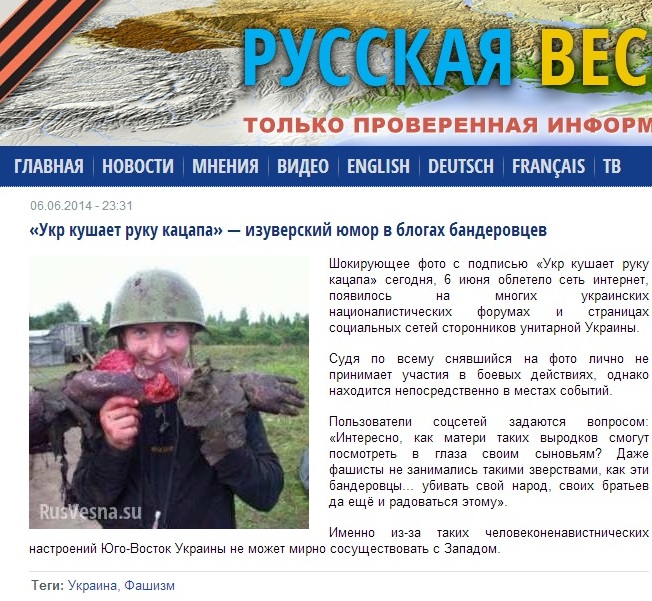 РУССКАЯ ВЕС
ТОЛЬКО ПРОВЕРЕННАЯ ИНФОРМ
ГЛАВНАЯ НОВОСТИ МНЕНИЯ ВИДЕО ENGLISH DEUTSCH FRANÇAIS ТВ
06.06.2014 - 23:31
«Укр кушает руку кацапа» — изуверский юмор в блогах бандеровцев
Шокирующее фото с подписью «Укр кушает руку
кацапа» сегодня, 6 июня облетело сеть интернет,
появилось на многих украинских
националистических форумах и страницах
социальных сетей сторонников унитарной Украины.
Судя по всему снявшийся на фото лично не
принимает участия в боевых действиях, однако
находится непосредственно в местах событий.
Пользователи соцсетей задаются вопросом:
«Интересно, как матери таких выродков смогут
посмотреть в глаза своим сыновьям? Даже
фашисты не занимались такими зверствами, как эти
бандеровцы... убивать свой народ, своих братьев
да ещё и радоваться этому».
Именно из-за таких человеконенавистнических
настроений Юго-Восток Украины не может мирно сосуществовать с Западом.
RusVesna.su
Теги: Украина, Фашизм